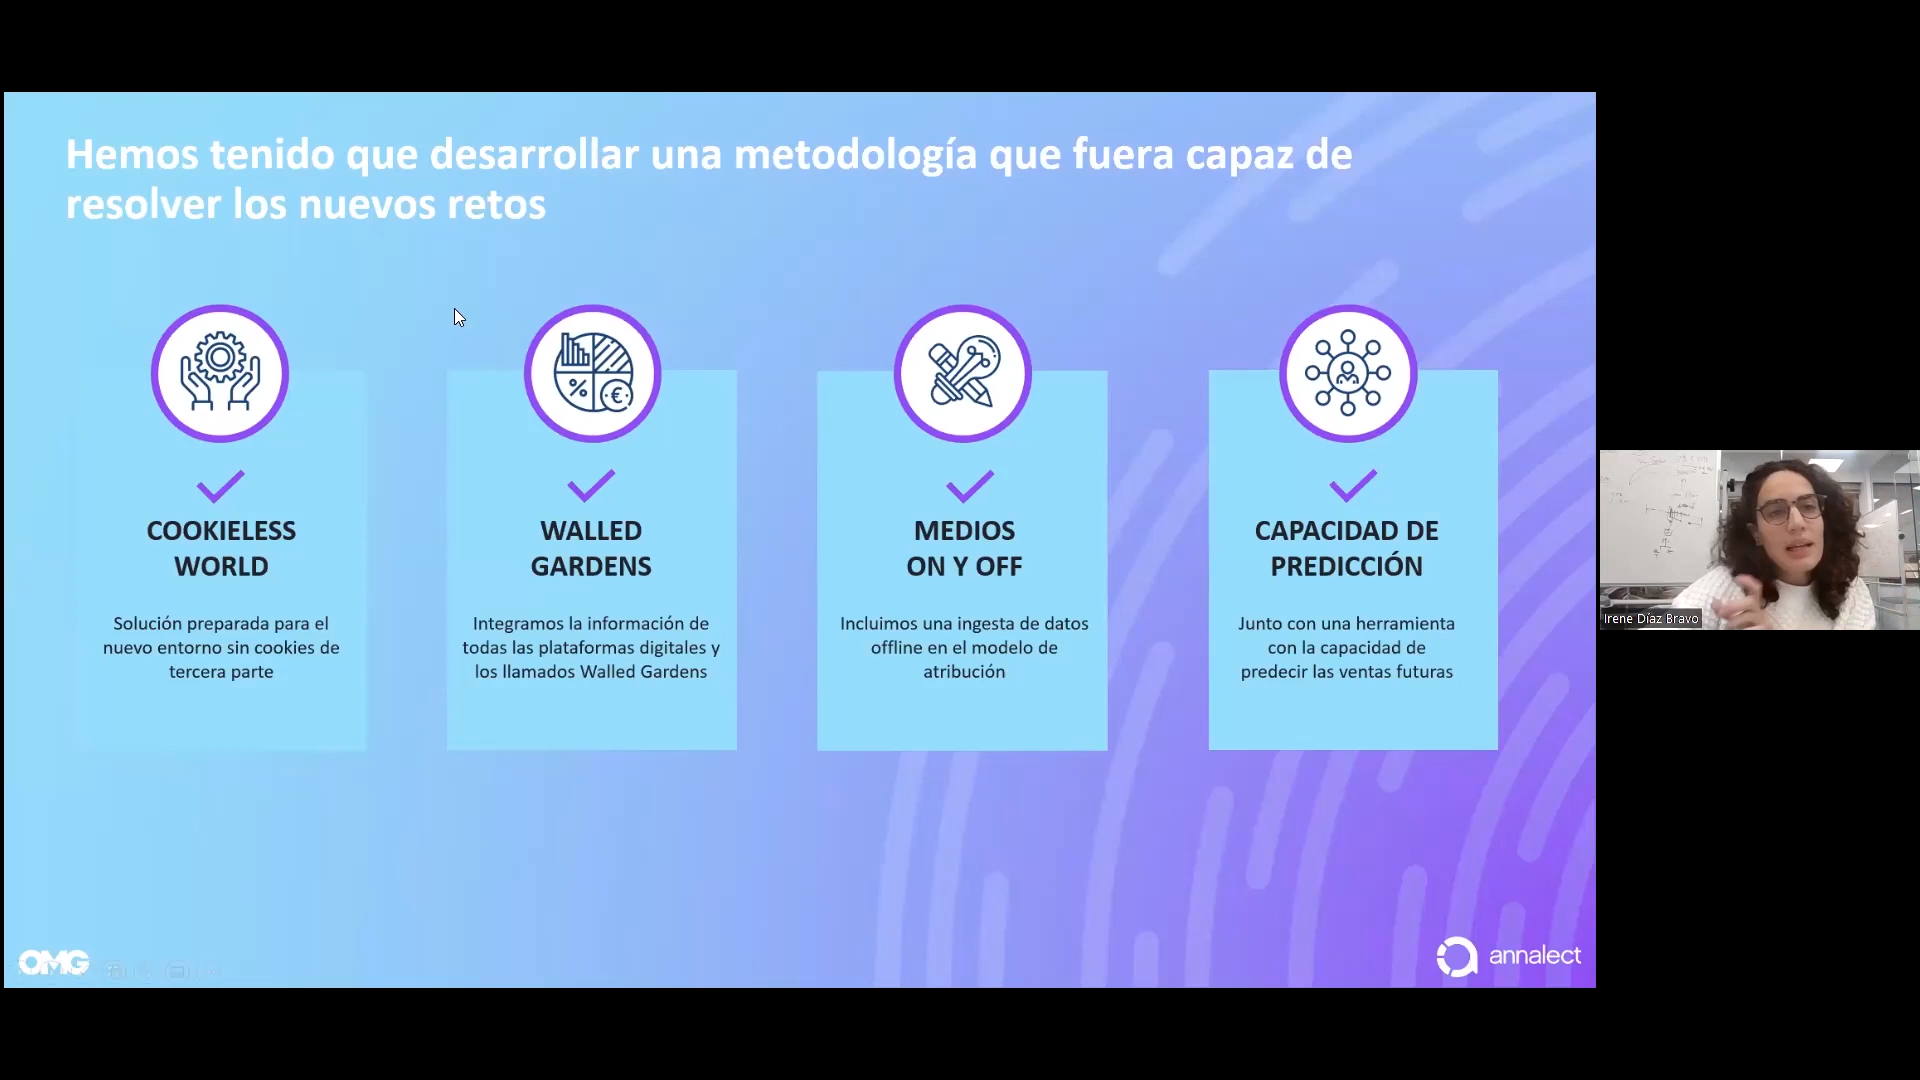 Hemos tenido que desarrollar una metodología que fuera capaz de
resolver los nuevos retos
COOKIELESS
WORLD
Solución preparada para el
nuevo entorno sin cookies de
tercera parte
WALLED
GARDENS
Integramos la información de
todas las plataformas digitales y
los llamados Walled Gardens
MEDIOS
ON Y OFF
Incluimos una ingesta de datos
offline en el modelo de
atribución
CAPACIDAD DE
PREDICCIÓN
Junto con una herramienta
con la capacidad de
predecir las ventas futuras
Irene Díaz Bravo
OMG
annalect